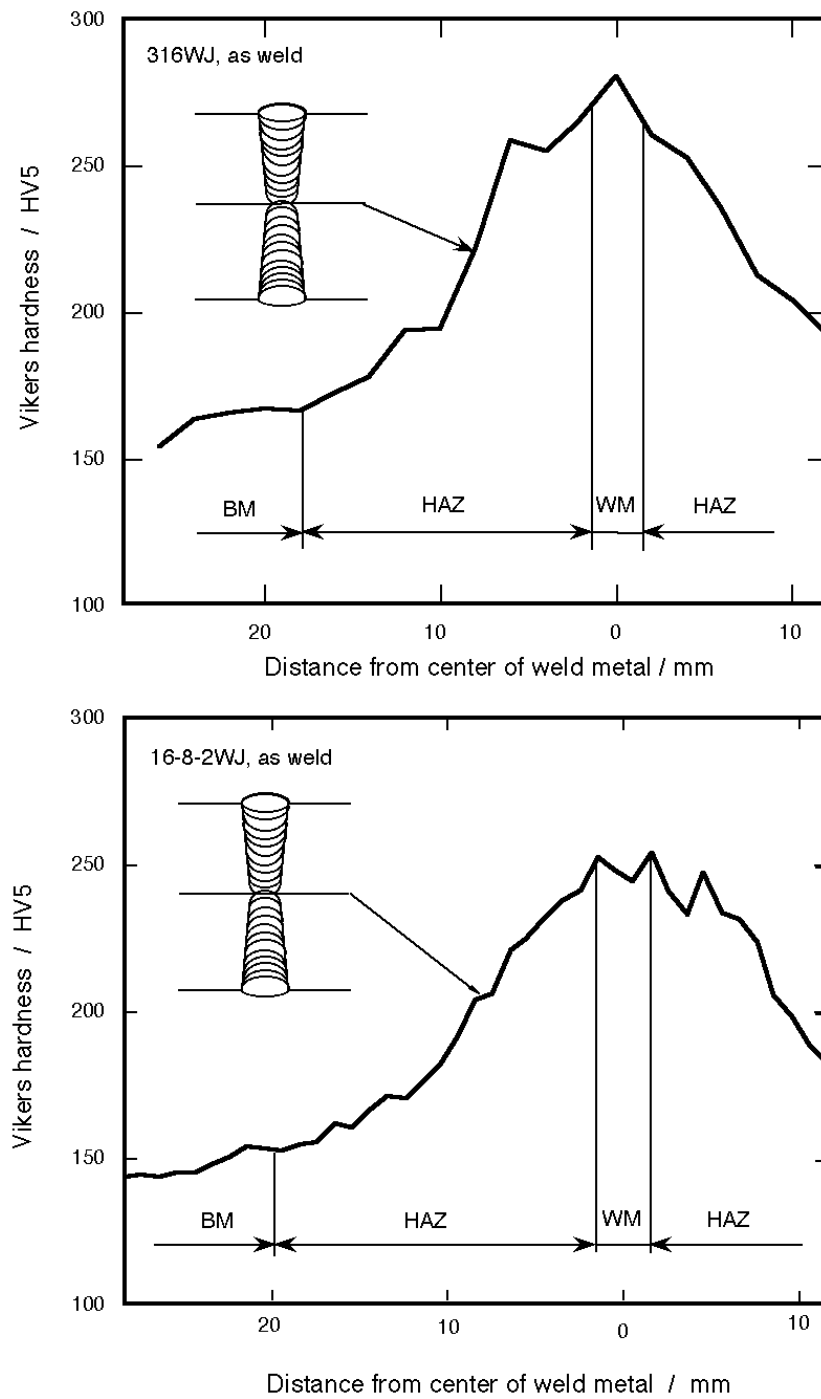 300
316WJ, as weld
250
200
150
100
Vikers hardness / HV5
BM
HAZ
WM
HAZ
20
10
0
10
Distance from center of weld metal / mm
300
16-8-2WJ, as weld
250
200
150
100
Vikers hardness / HV5
BM
HAZ
WM
HAZ
20
10
0
10
Distance from center of weld metal / mm